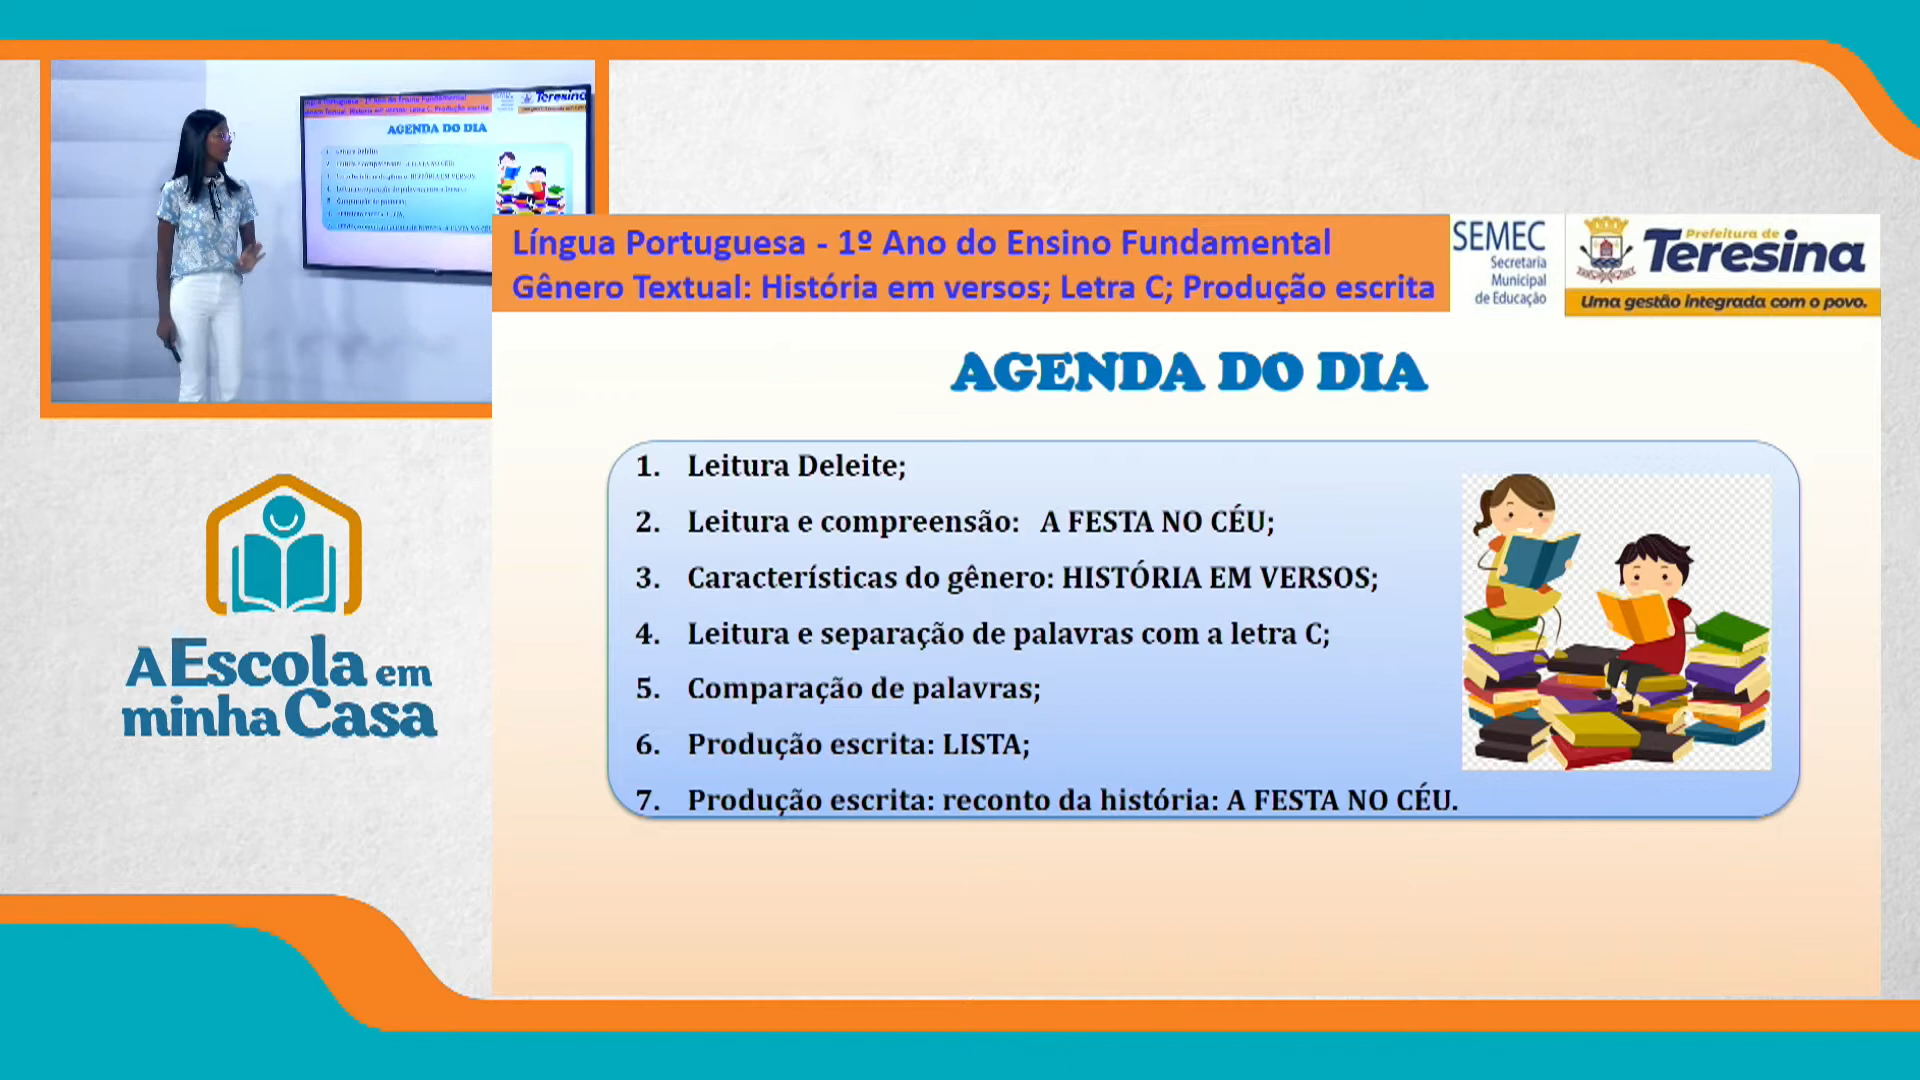 Língua Portuguesa - 1º Ano do Ensino Fundamental
Gênero Textual: História em versos; Letra C; Produção escrita
SEMEC
Secretaria
Municipal
de Educação
Prefeitura de
Teresina
Uma gestão integrada com o povo.
AGENDA DO DIA
1. Leitura Deleite;
2. Leitura e compreensão: A FESTA NO CÉU;
3. Características do gênero: HISTÓRIA EM VERSOS;
4. Leitura e separação de palavras com a letra C;
5. Comparação de palavras;
6. Produção escrita: LISTA;
7. Produção escrita: reconto da história: A FESTA NO CÉU.
A Escola em
minha Casa
Teresina
AGENDA DO DIA